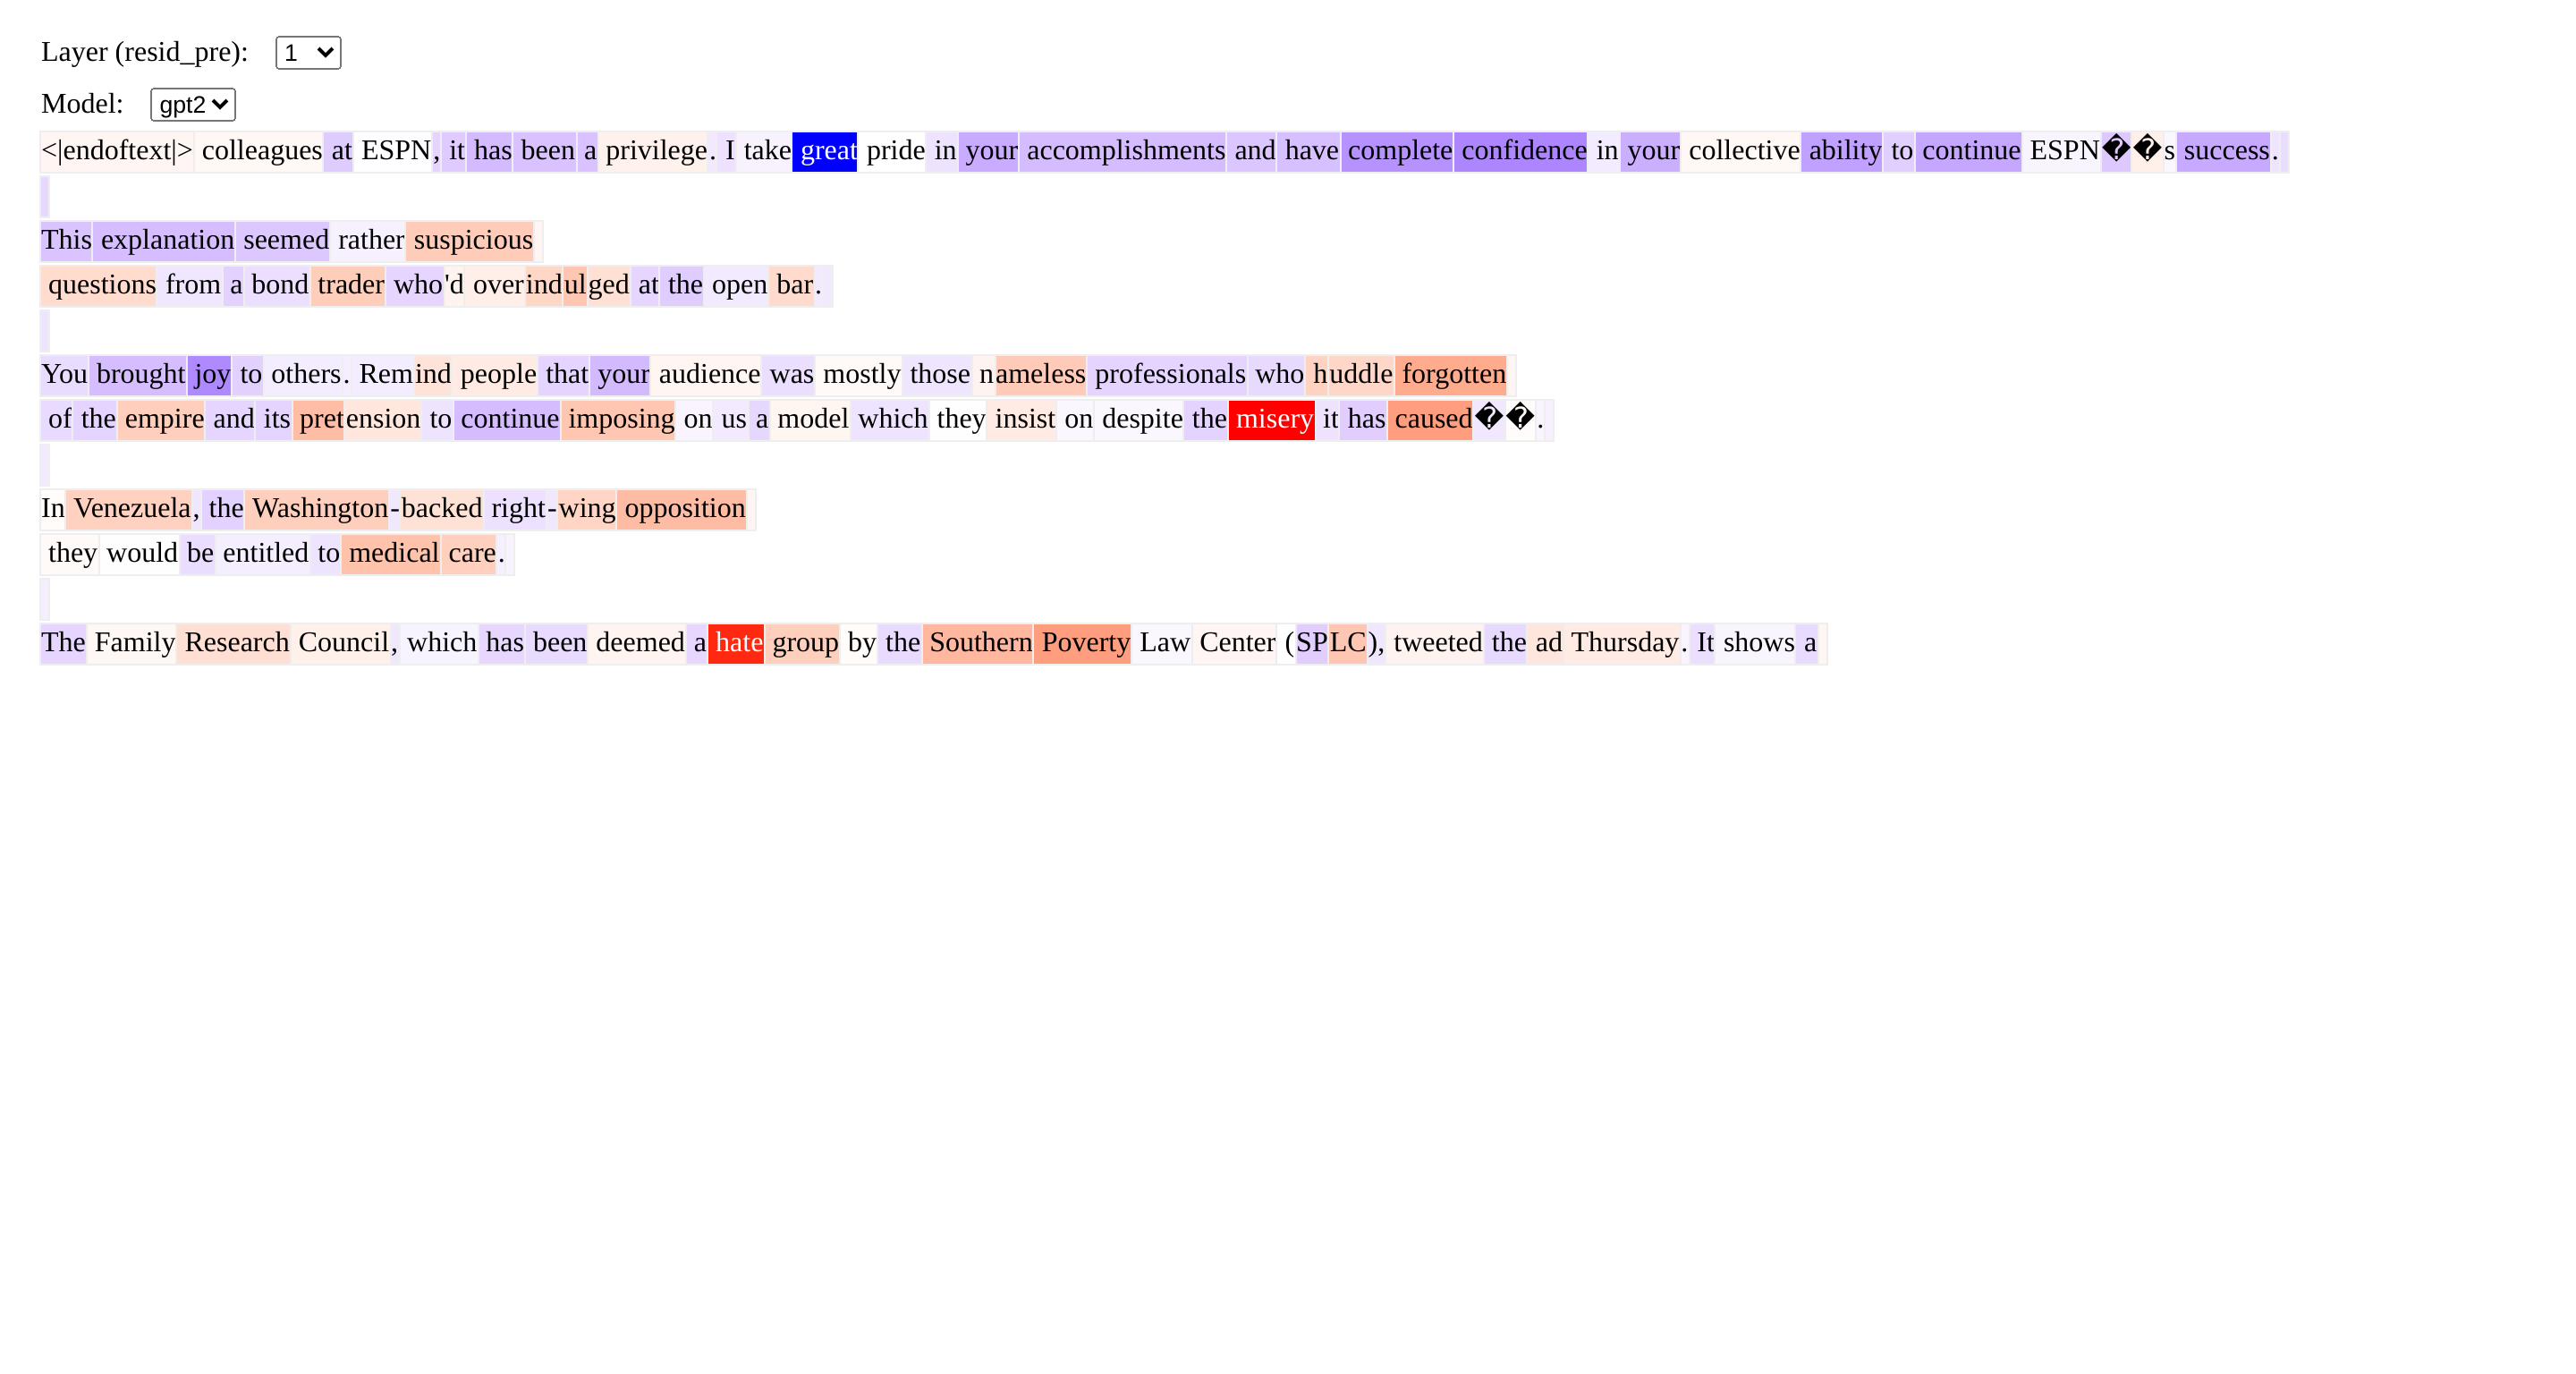 Layer (resid_pre): 1
Model: gpt2
<|endoftext|> colleagues at ESPN, it has been a privilege. I take great pride in your accomplishments and have complete confidence in your collective ability to continue ESPN��s success.
This explanation seemed rather suspicious
questions from a bond trader who'd overindulged at the open bar.
You brought joy to others. Remind people that your audience was mostly those nameless professionals who huddle forgotten
of the empire and its pretension to continue imposing on us a model which they insist on despite the misery it has caused��.
In Venezuela, the Washington-backed right-wing opposition
they would be entitled to medical care.
The Family Research Council, which has been deemed a hate group by the Southern Poverty Law Center (SPLC), tweeted the ad Thursday. It shows a